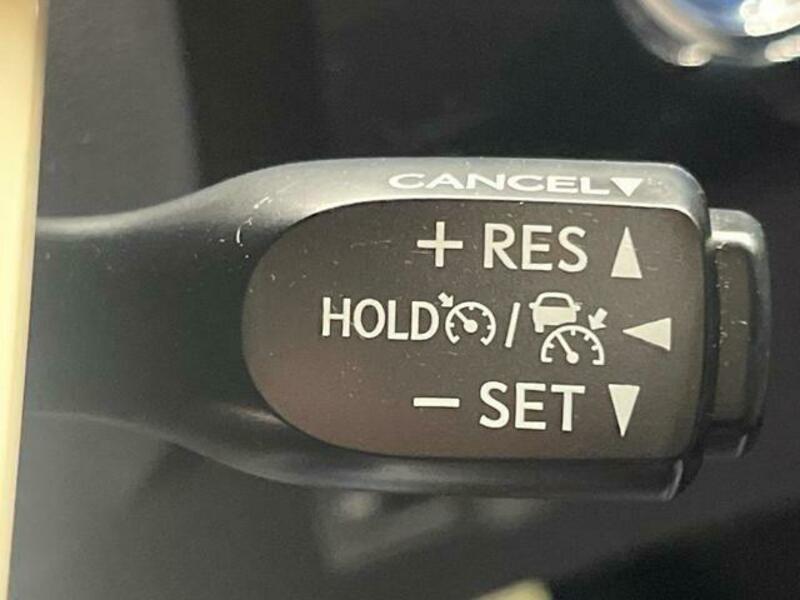 CANCEL▼
+ RES ▲
HOLD / ◀
− SET ▼